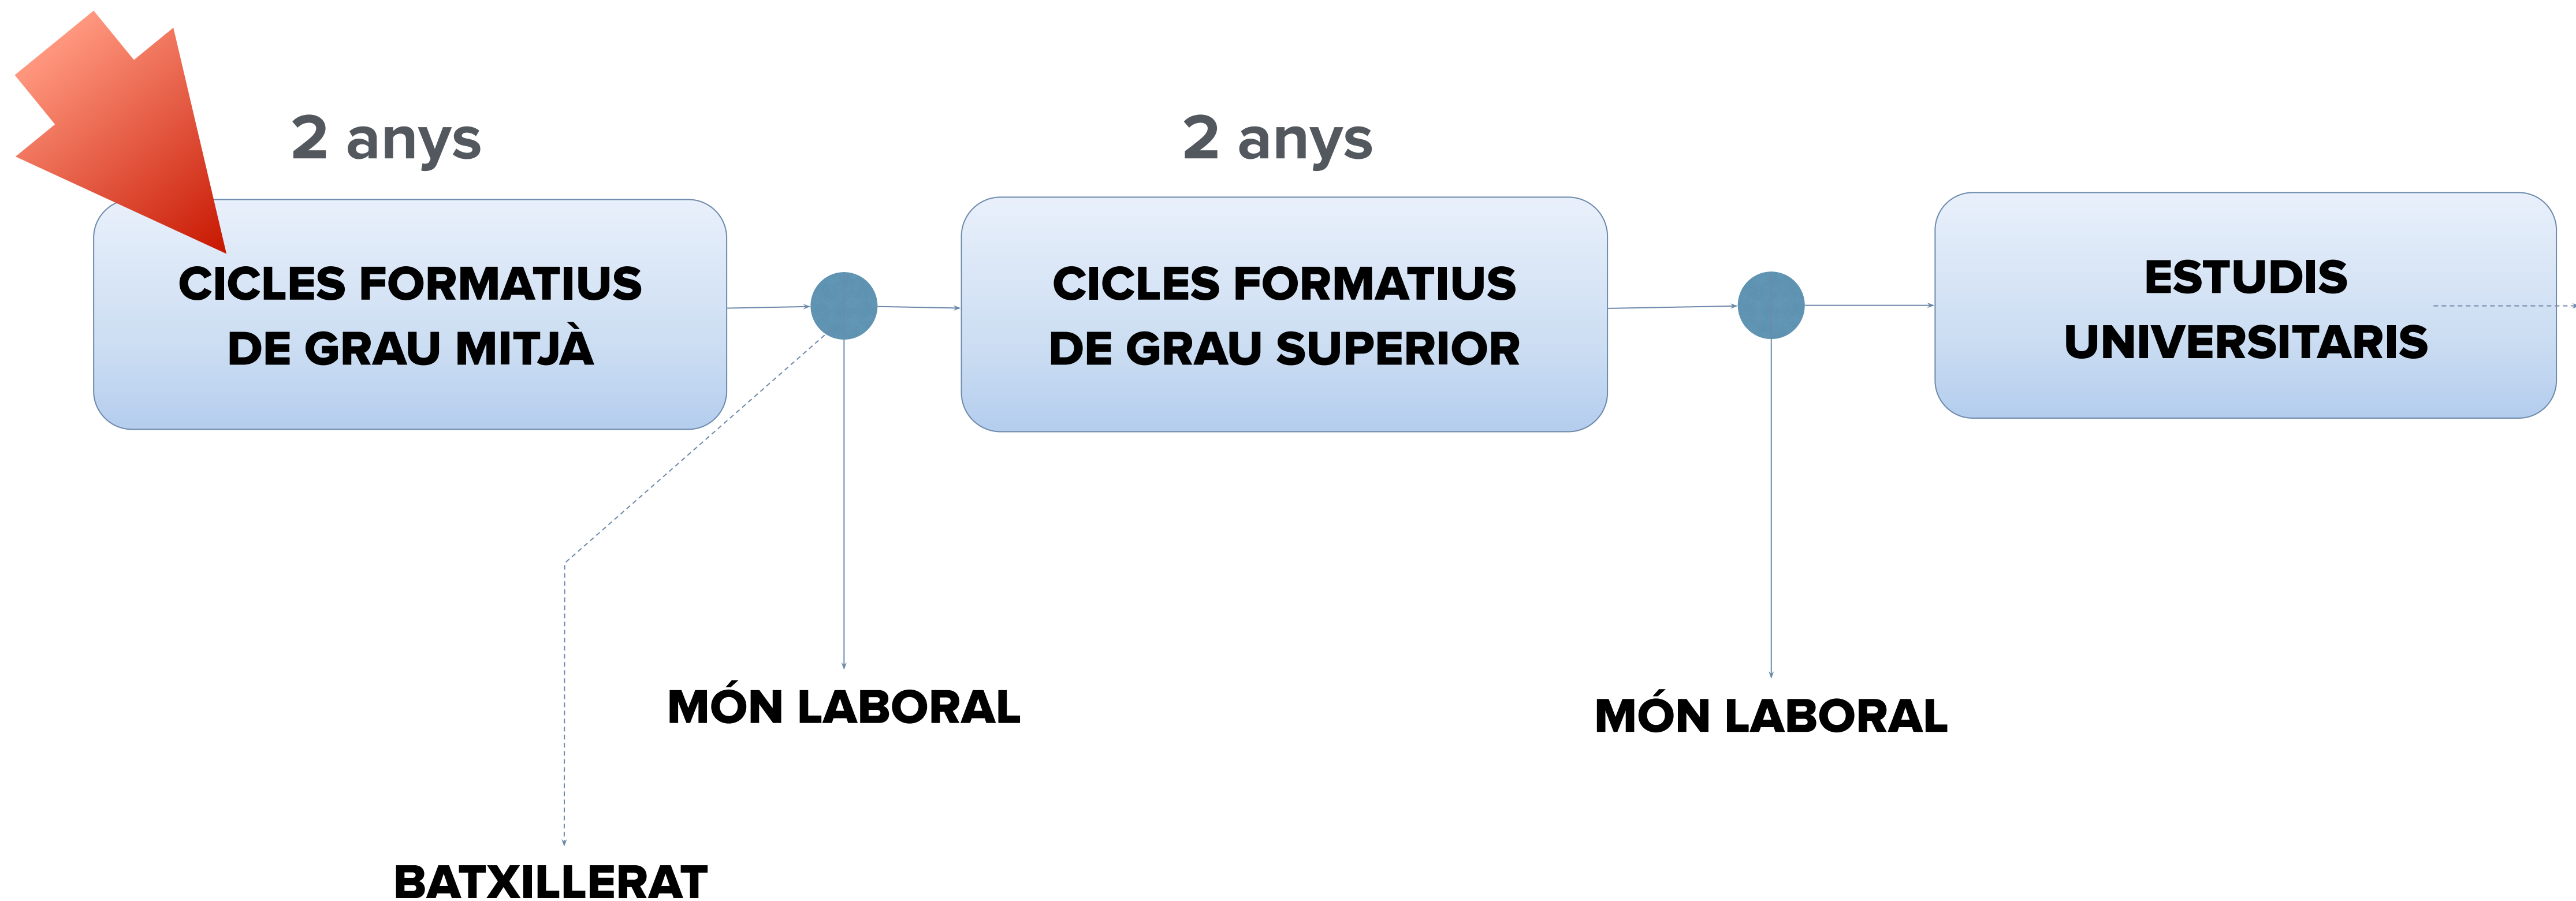 2 anys
2 anys
CICLES FORMATIUS
DE GRAU MITJÀ
CICLES FORMATIUS
DE GRAU SUPERIOR
ESTUDIS
UNIVERSITARIS
MÓN LABORAL
MÓN LABORAL
BATXILLERAT